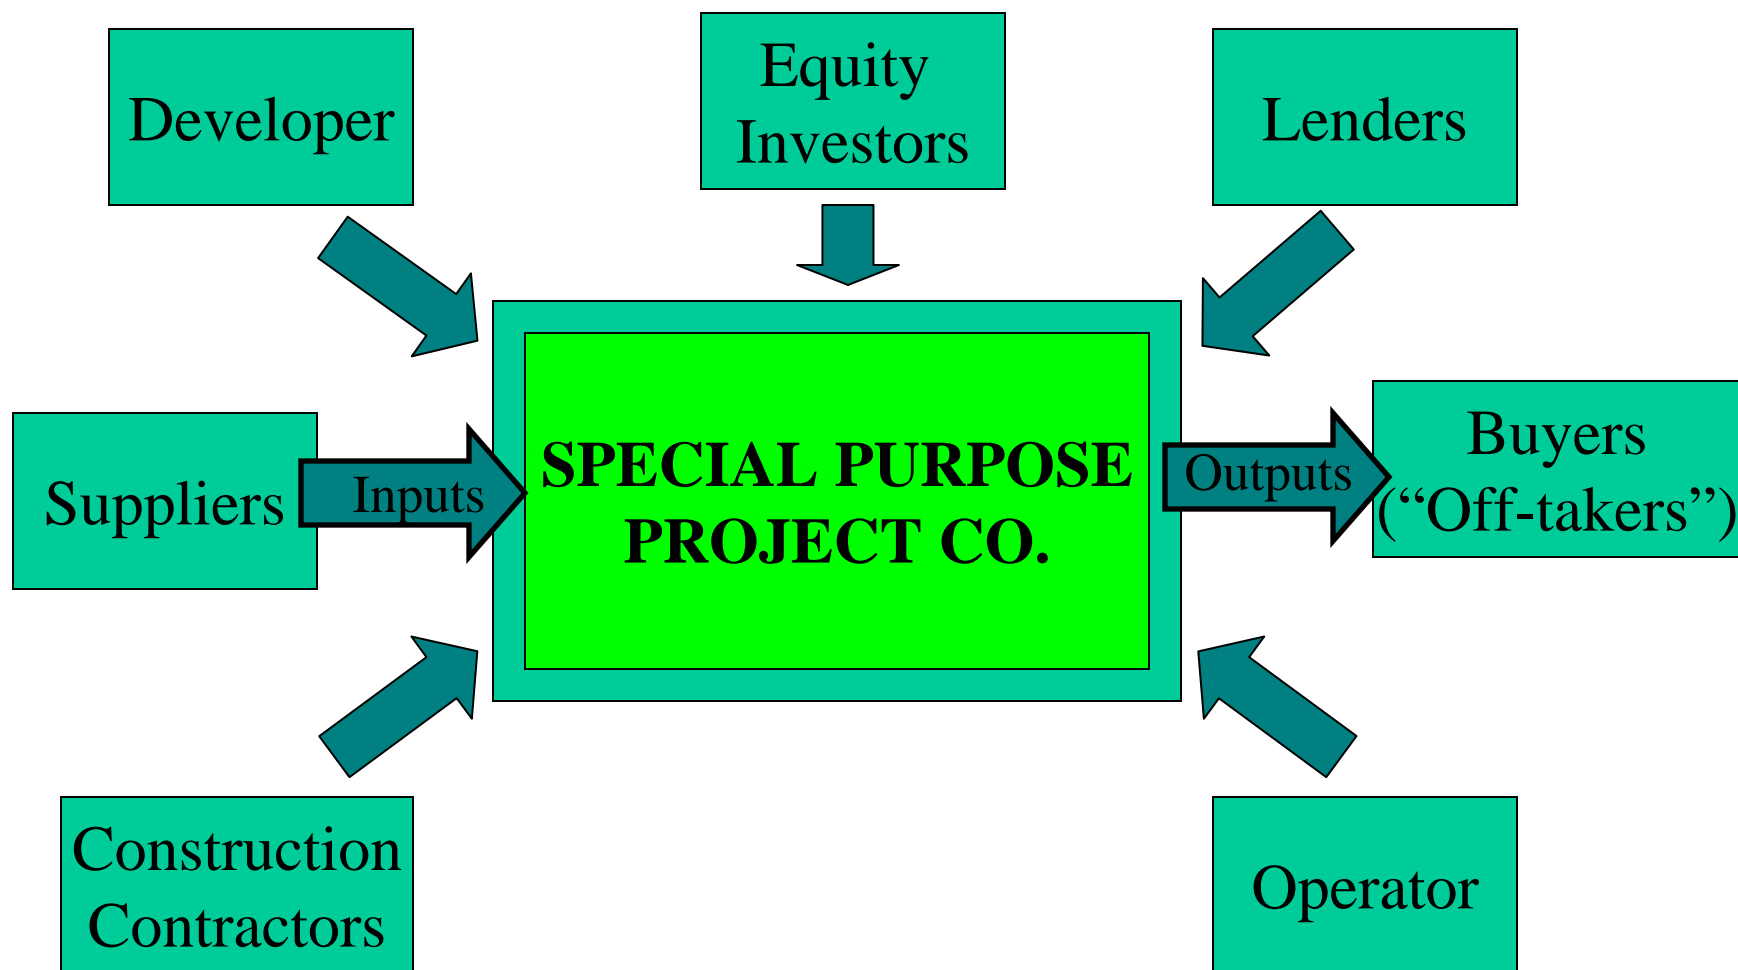 Developer
Equity
Investors
Lenders
Suppliers
Inputs
SPECIAL PURPOSE
PROJECT CO.
Outputs
Buyers
(“Off-takers”)
Construction
Contractors
Operator